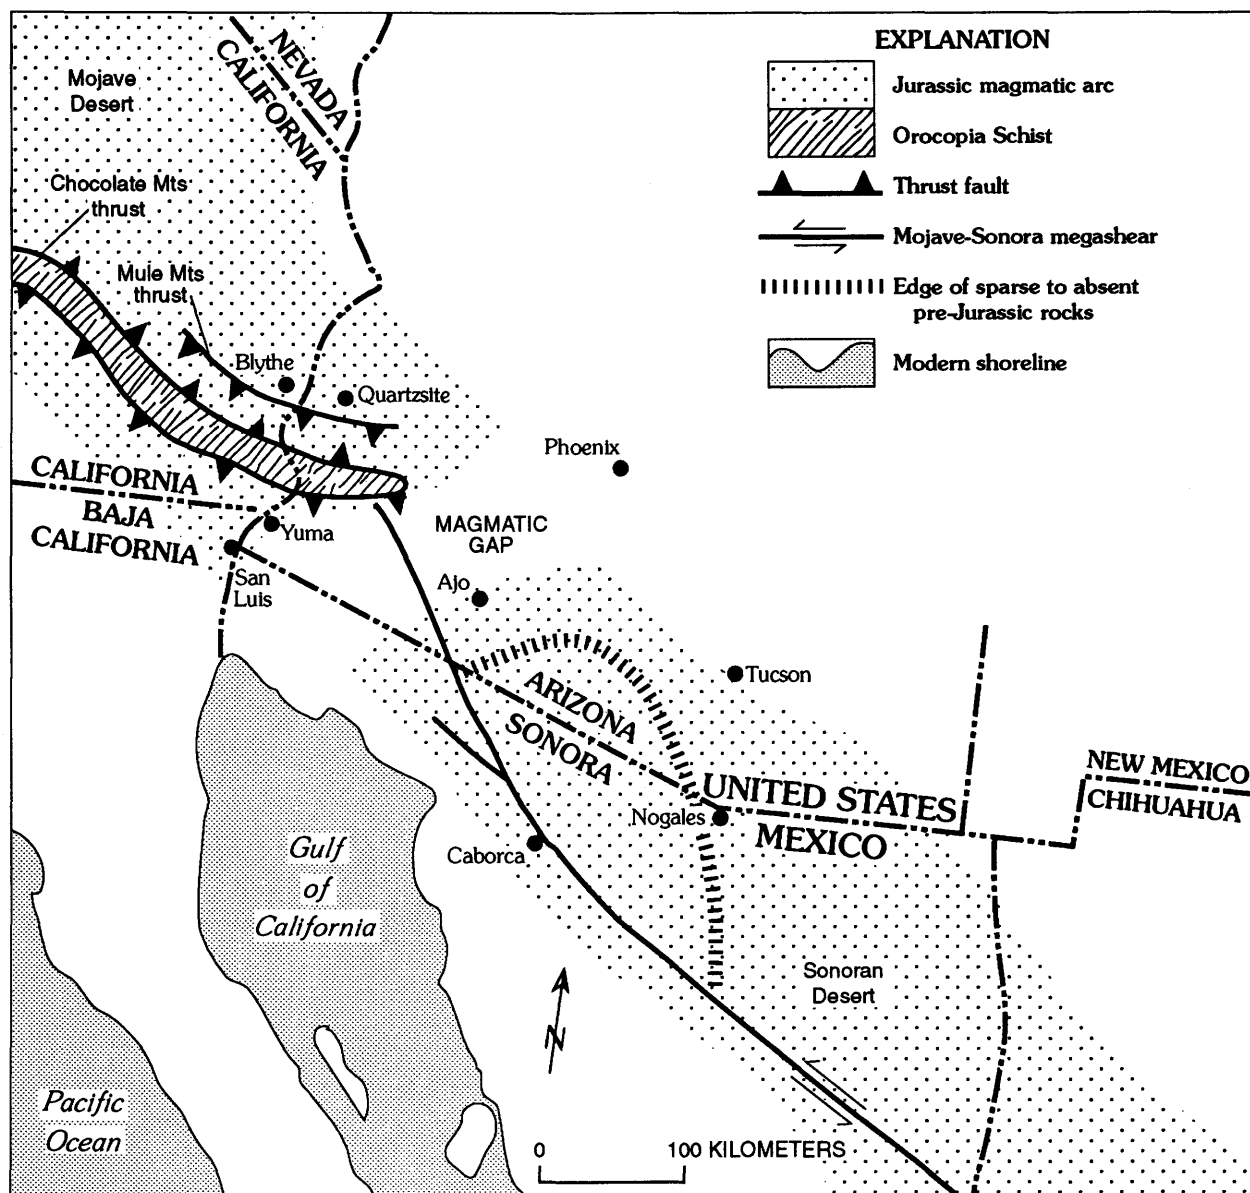 EXPLANATION
Jurassic magmatic arc
Orocopia Schist
Thrust fault
Mojave-Sonora megashear
Edge of sparse to absent
pre-Jurassic rocks
Modern shoreline
NEVADA
CALIFORNIA
Mojave
Desert
Chocolate Mts
thrust
Mule Mts
thrust
Blythe
Quartzsite
Phoenix
CALIFORNIA
BAJA
CALIFORNIA
Yuma
San
Luis
MAGMATIC
GAP
Ajo
Tucson
ARIZONA
SONORA
UNITED STATES
MEXICO
NEW MEXICO
CHIHUAHUA
Nogales
Caborca
Gulf
of
California
Sonoran
Desert
N
Pacific
Ocean
0
100 KILOMETERS